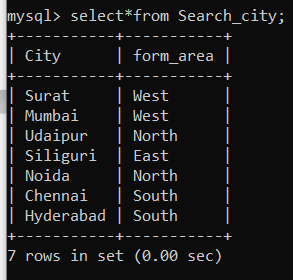 mysql> select*from Search_city;
+-----------+-----------+
| City      | form_area |
+-----------+-----------+
| Surat     | West      |
| Mumbai    | West      |
| Udaipur   | North     |
| Siliguri  | East      |
| Noida     | North     |
| Chennai   | South     |
| Hyderabad | South     |
+-----------+-----------+
7 rows in set (0.00 sec)